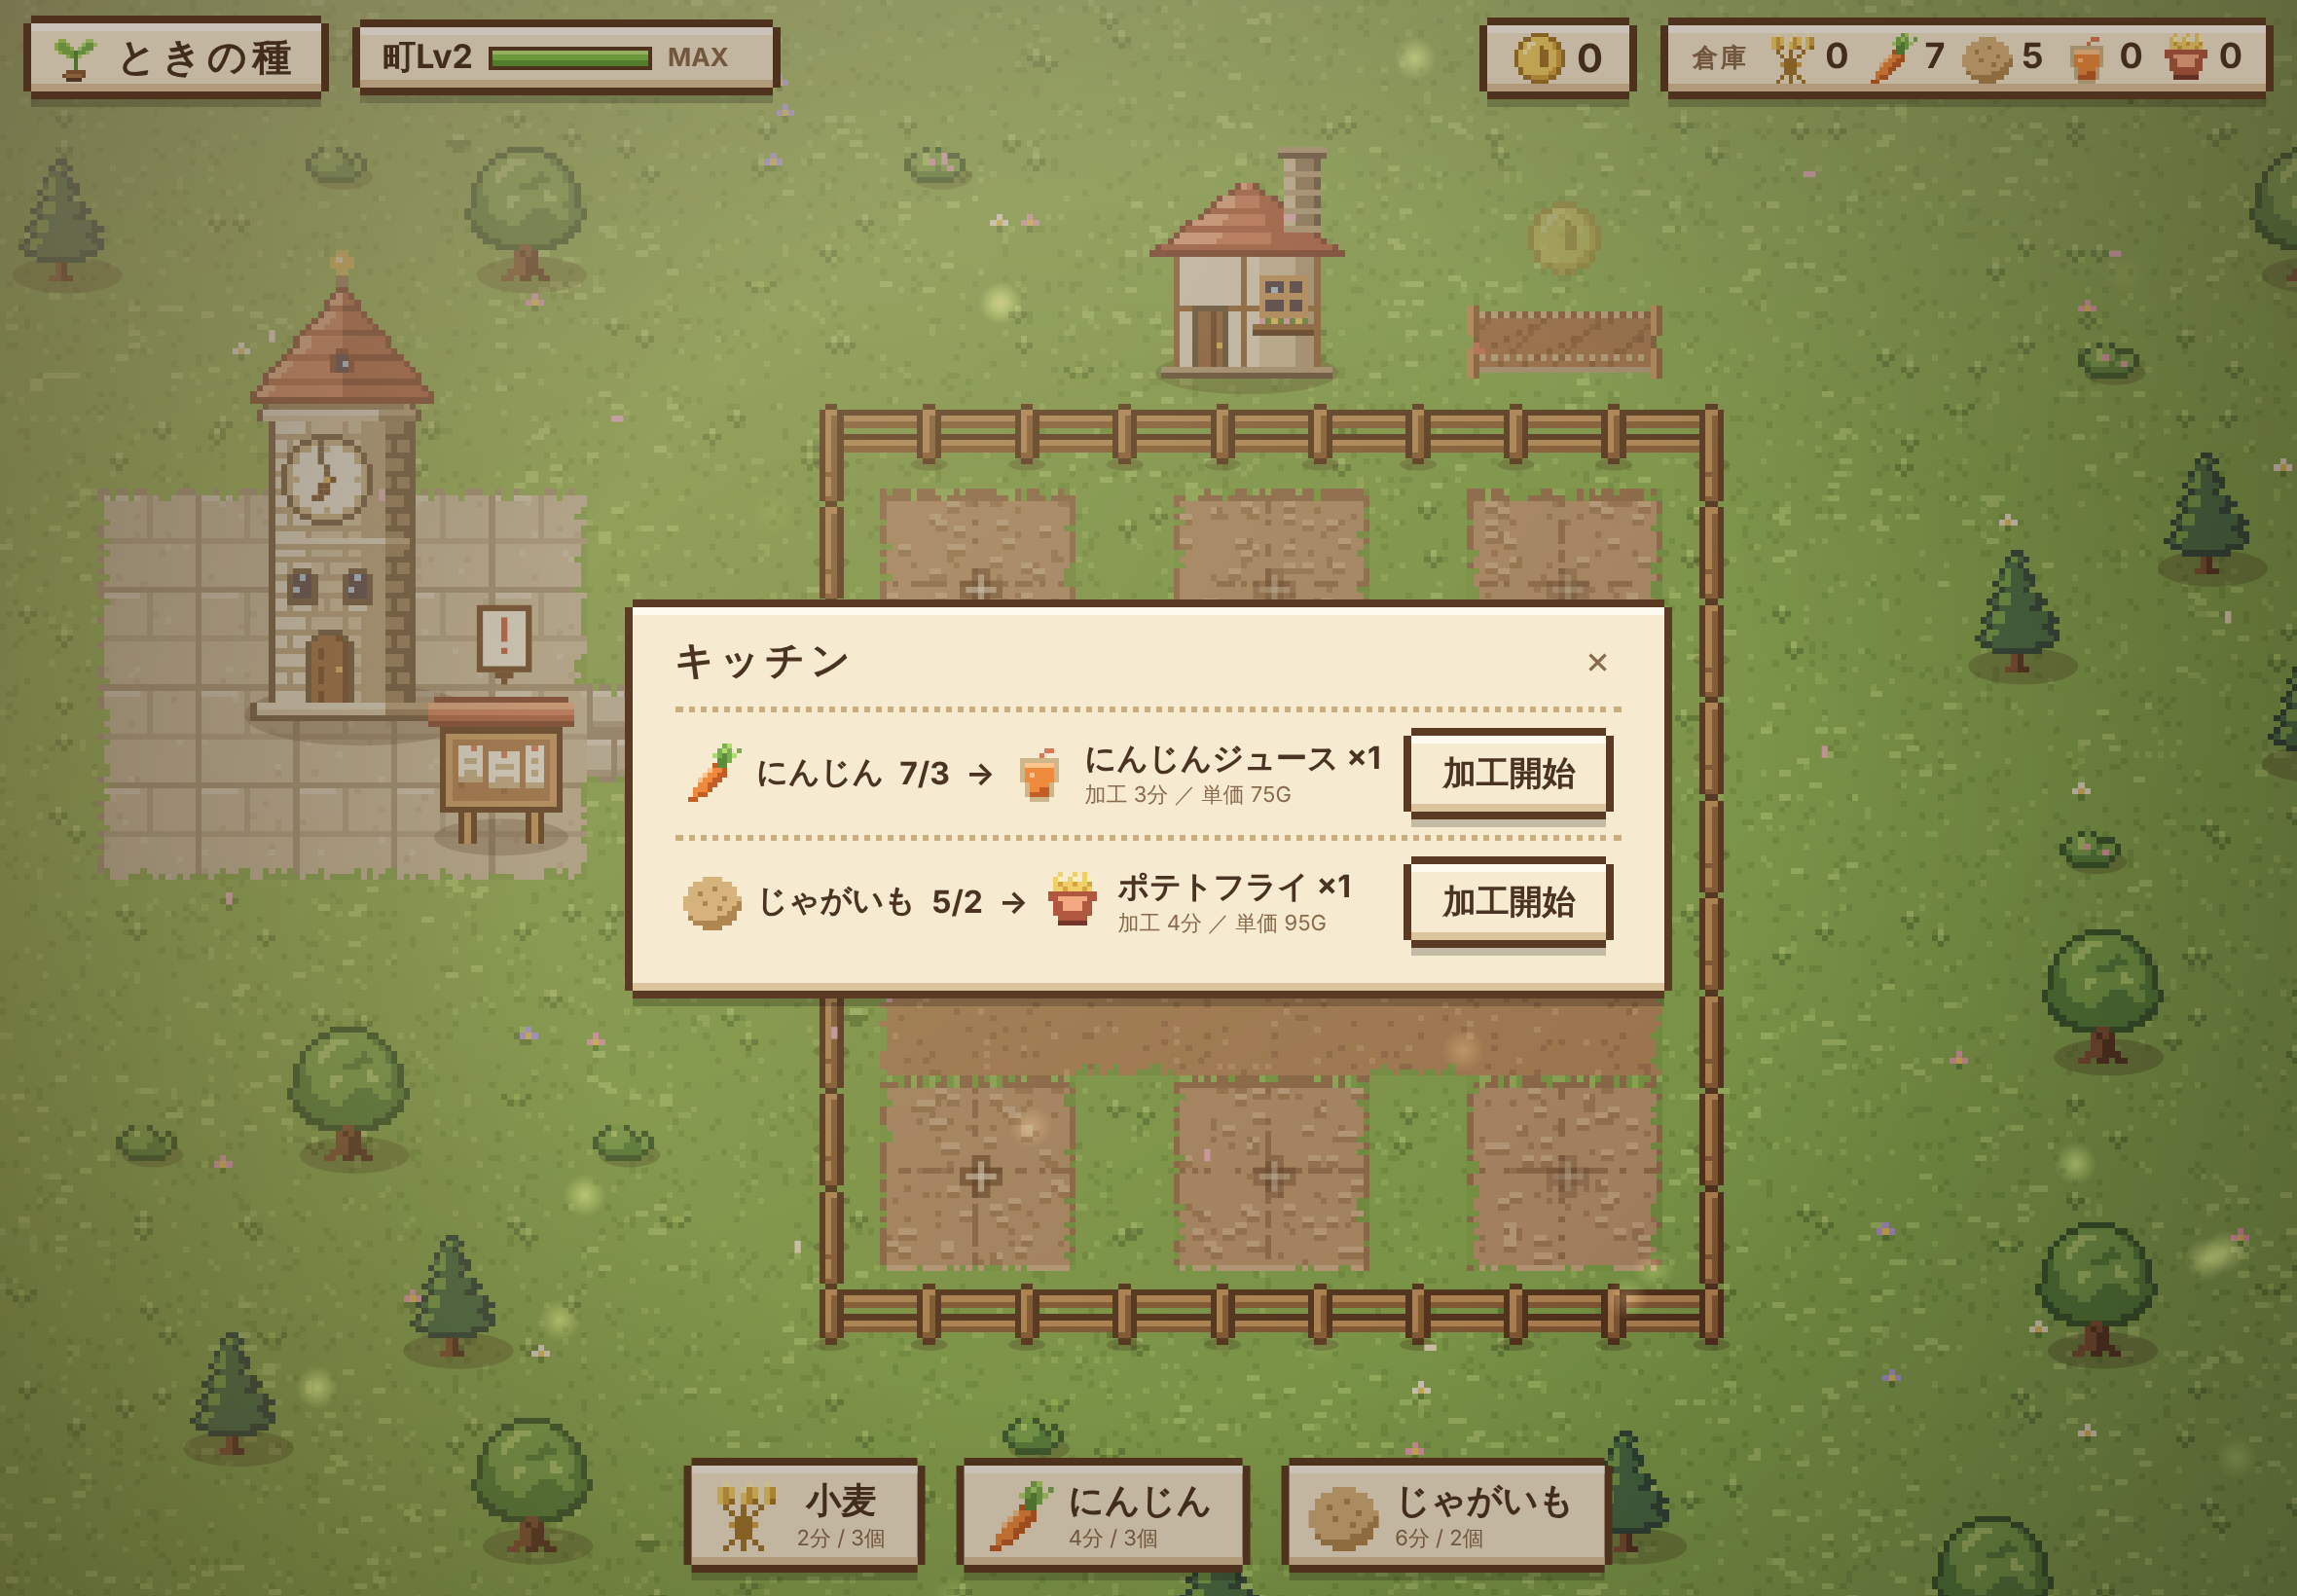 ときの種
町Lv2 MAX
0
倉庫 0 7 5 0 0
!
キッチン ×
にんじん 7/3 → にんじんジュース ×1
加工 3分 ／ 単価 75G
加工開始
じゃがいも 5/2 → ポテトフライ ×1
加工 4分 ／ 単価 95G
加工開始
小麦
2分 / 3個
にんじん
4分 / 3個
じゃがいも
6分 / 2個